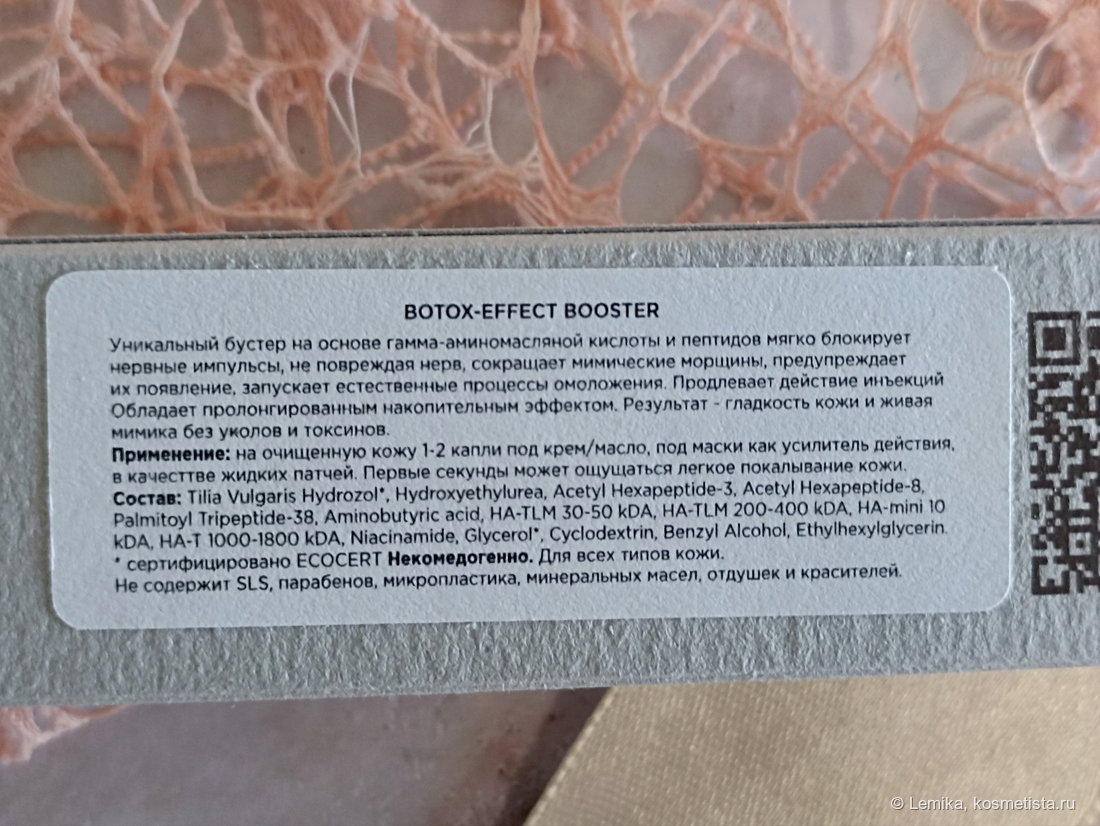 BOTOX-EFFECT BOOSTER
Уникальный бустер на основе гамма-аминомасляной кислоты и пептидов мягко блокирует
нервные импульсы, не повреждая нерв, сокращает мимические морщины, предупреждает
их появление, запускает естественные процессы омоложения. Продлевает действие инъекций
Обладает пролонгированным накопительным эффектом. Результат - гладкость кожи и живая
мимика без уколов и токсинов.
Применение: на очищенную кожу 1-2 капли под крем/масло, под маски как усилитель действия,
в качесттве жидких патчей. Первые секунды может ощущаться легкое покалывание кожи.
Состав: Tilia Vulgaris Hydrozol*, Hydroxyethylurea, Acetyl Hexapeptide-3, Acetyl Hexapeptide-8,
Palmitoyl Tripeptide-38, Aminobutyric acid, HA-TLM 30-50 kDA, HA-TLM 200-400 kDA, HA-mini 10
kDA, HA-T 1000-1800 kDA, Niacinamide, Glycerol*, Cyclodextrin, Benzyl Alcohol, Ethylhexylglycerin.
* сертифицировано ECOCERT Некомедогенно. Для всех типов кожи.
Не содержит SLS, парабенов, микропластика, минеральных масел, отдушек и красителей.
© Lemika, kosmetista.ru